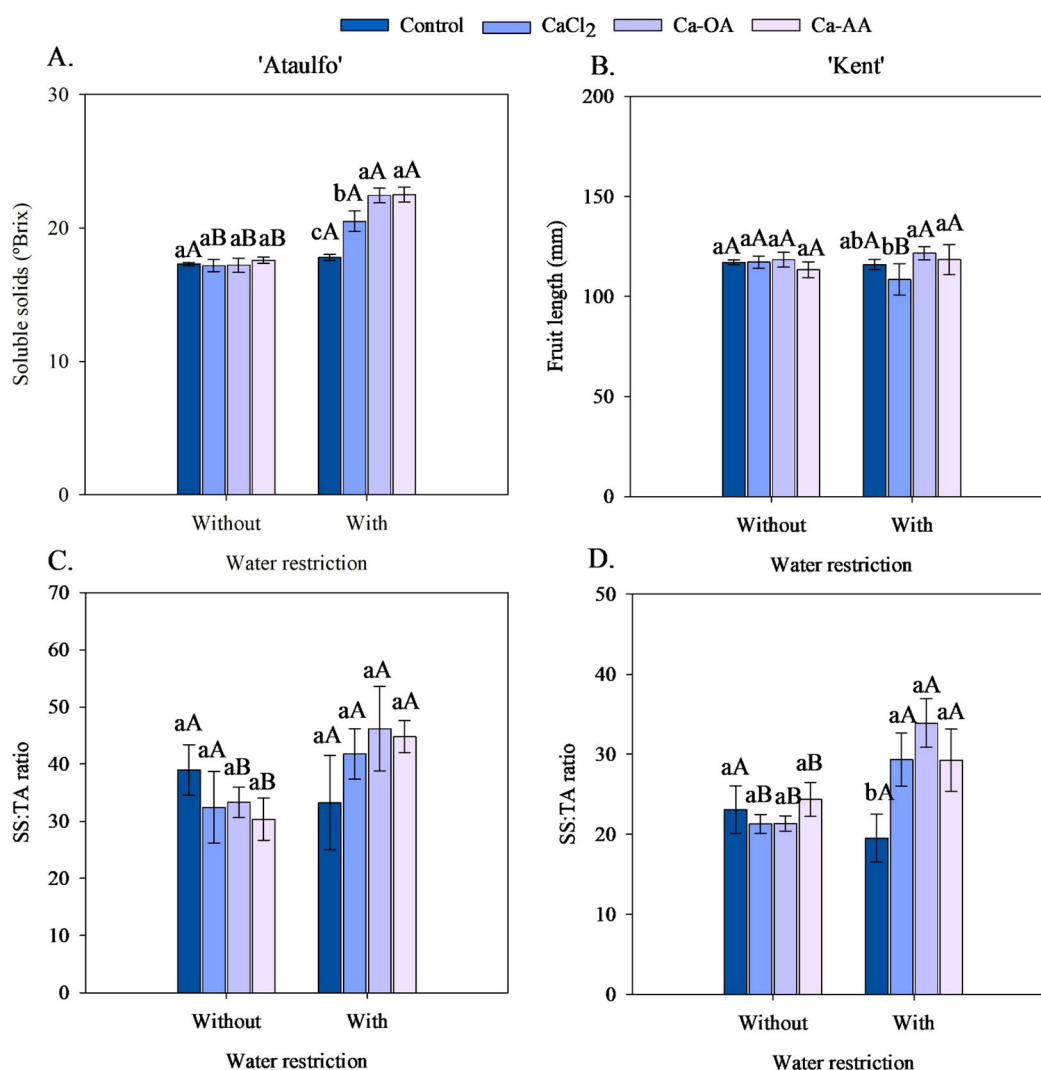 Control CaCl2 Ca-OA Ca-AA
A. 'Ataulfo'
Soluble solids (ºBrix)
30
20
10
0
aA aB aB aB cA bA aA aA
Without With
Water restriction
B. 'Kent'
Fruit length (mm)
200
150
100
50
0
aA aA aA aA abA bB aA aA
Without With
Water restriction
C.
SS:TA ratio
70
60
50
40
30
20
10
0
aA aA aB aB aA aA aA aA
Without With
Water restriction
D.
SS:TA ratio
50
40
30
20
10
0
aA aB aB aB bA aA aA aA
Without With
Water restriction